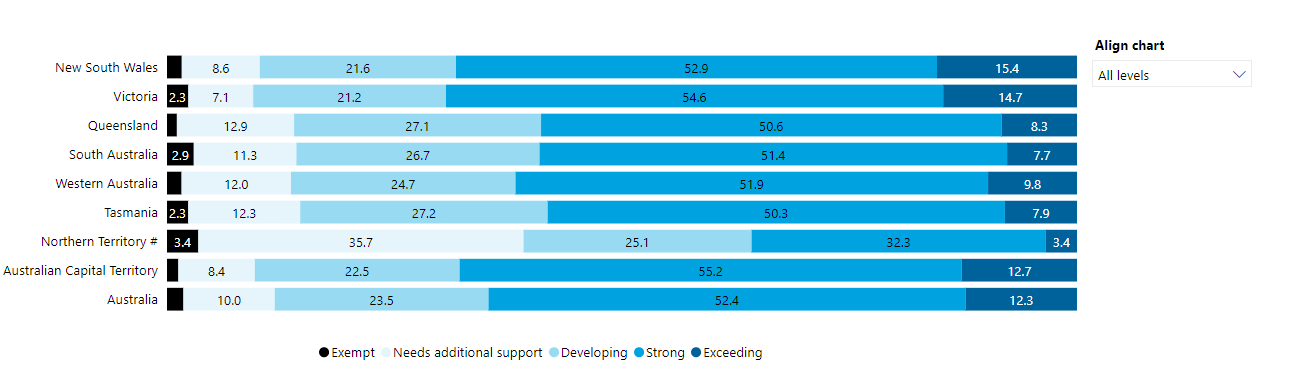 Align chart
All levels
New South Wales 8.6 21.6 52.9 15.4
Victoria 2.3 7.1 21.2 54.6 14.7
Queensland 12.9 27.1 50.6 8.3
South Australia 2.9 11.3 26.7 51.4 7.7
Western Australia 12.0 24.7 51.9 9.8
Tasmania 2.3 12.3 27.2 50.3 7.9
Northern Territory # 3.4 35.7 25.1 32.3 3.4
Australian Capital Territory 8.4 22.5 55.2 12.7
Australia 10.0 23.5 52.4 12.3
Exempt Needs additional support Developing Strong Exceeding